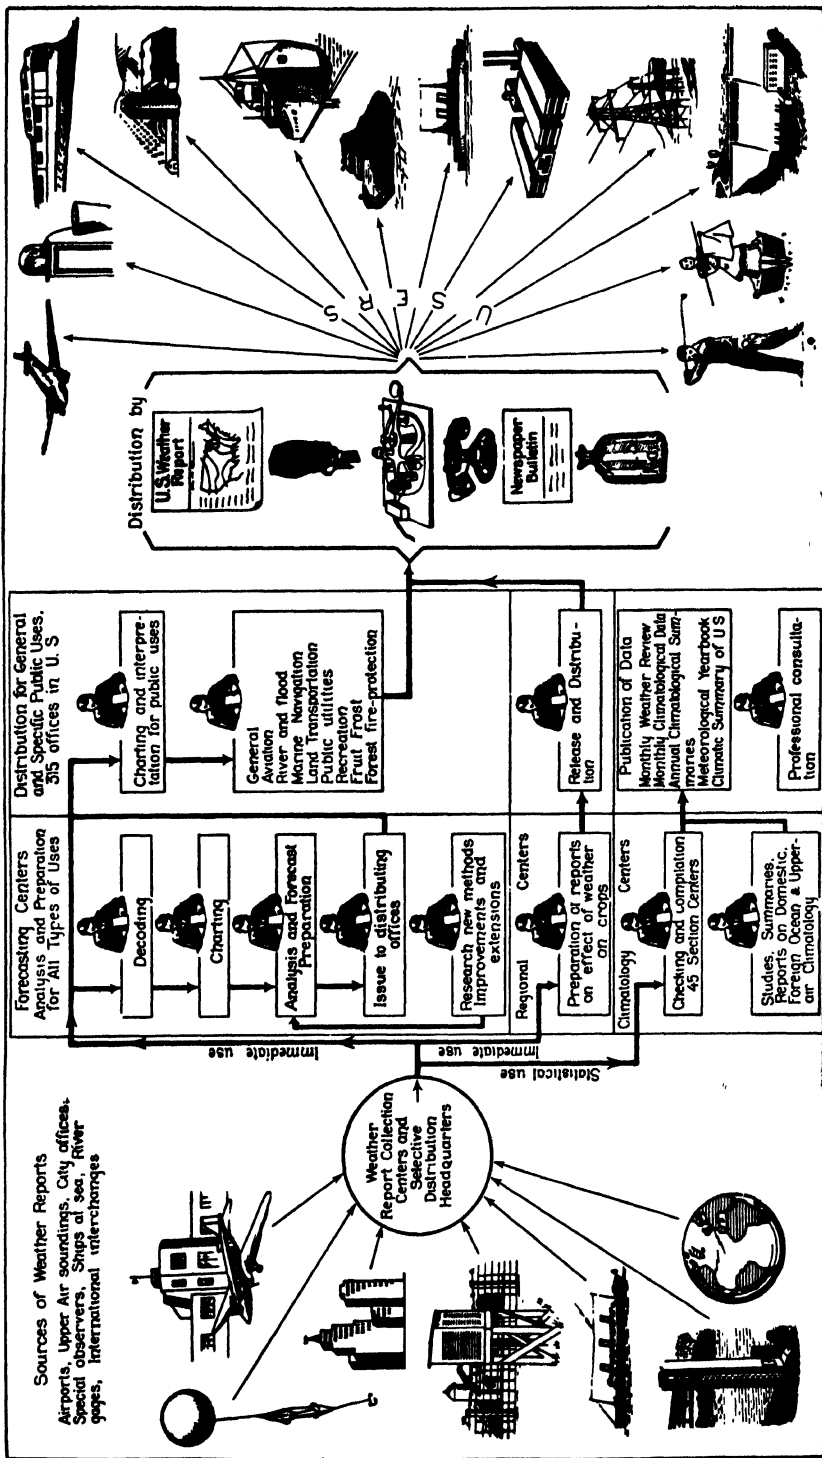 Sources of Weather Reports
Airports, Upper Air soundings, City offices,
Special observers, Ships at sea, River
gages, International interchanges
Weather
Report Collection
Centers and
Selective
Distribution
Headquarters
Immediate use
Immediate use
Statistical use
Forecasting Centers
Analysis and Preparation
for All Types of Uses
Decoding
Charting
Analysis and Forecast
Preparation
Issue to distributing
offices
Research new methods
Improvements and
extensions
Regional Centers
Preparation of reports
on effect of weather
on crops
Climatology Centers
Checking and compilation
45 Section Centers
Studies, Summaries,
Reports on Domestic,
Foreign Ocean & Upper-
air Climatology
Distribution for General
and Specific Public Uses.
315 offices in U. S
Charting and interpre-
tation for public uses
General
Aviation
River and flood
Marine Navigation
Land Transportation
Public utilities
Recreation
Fruit Frost
Forest fire-protection
Release and Distribu-
tion
Publication of Data
Monthly Weather Review
Monthly Climatological Data
Annual Climatological Sum-
maries
Meteorological Yearbook
Climatic Summary of U S
Professional consulta-
tion
Distribution by
U.S. Weather
Report
Newspaper
Bulletin
USERS